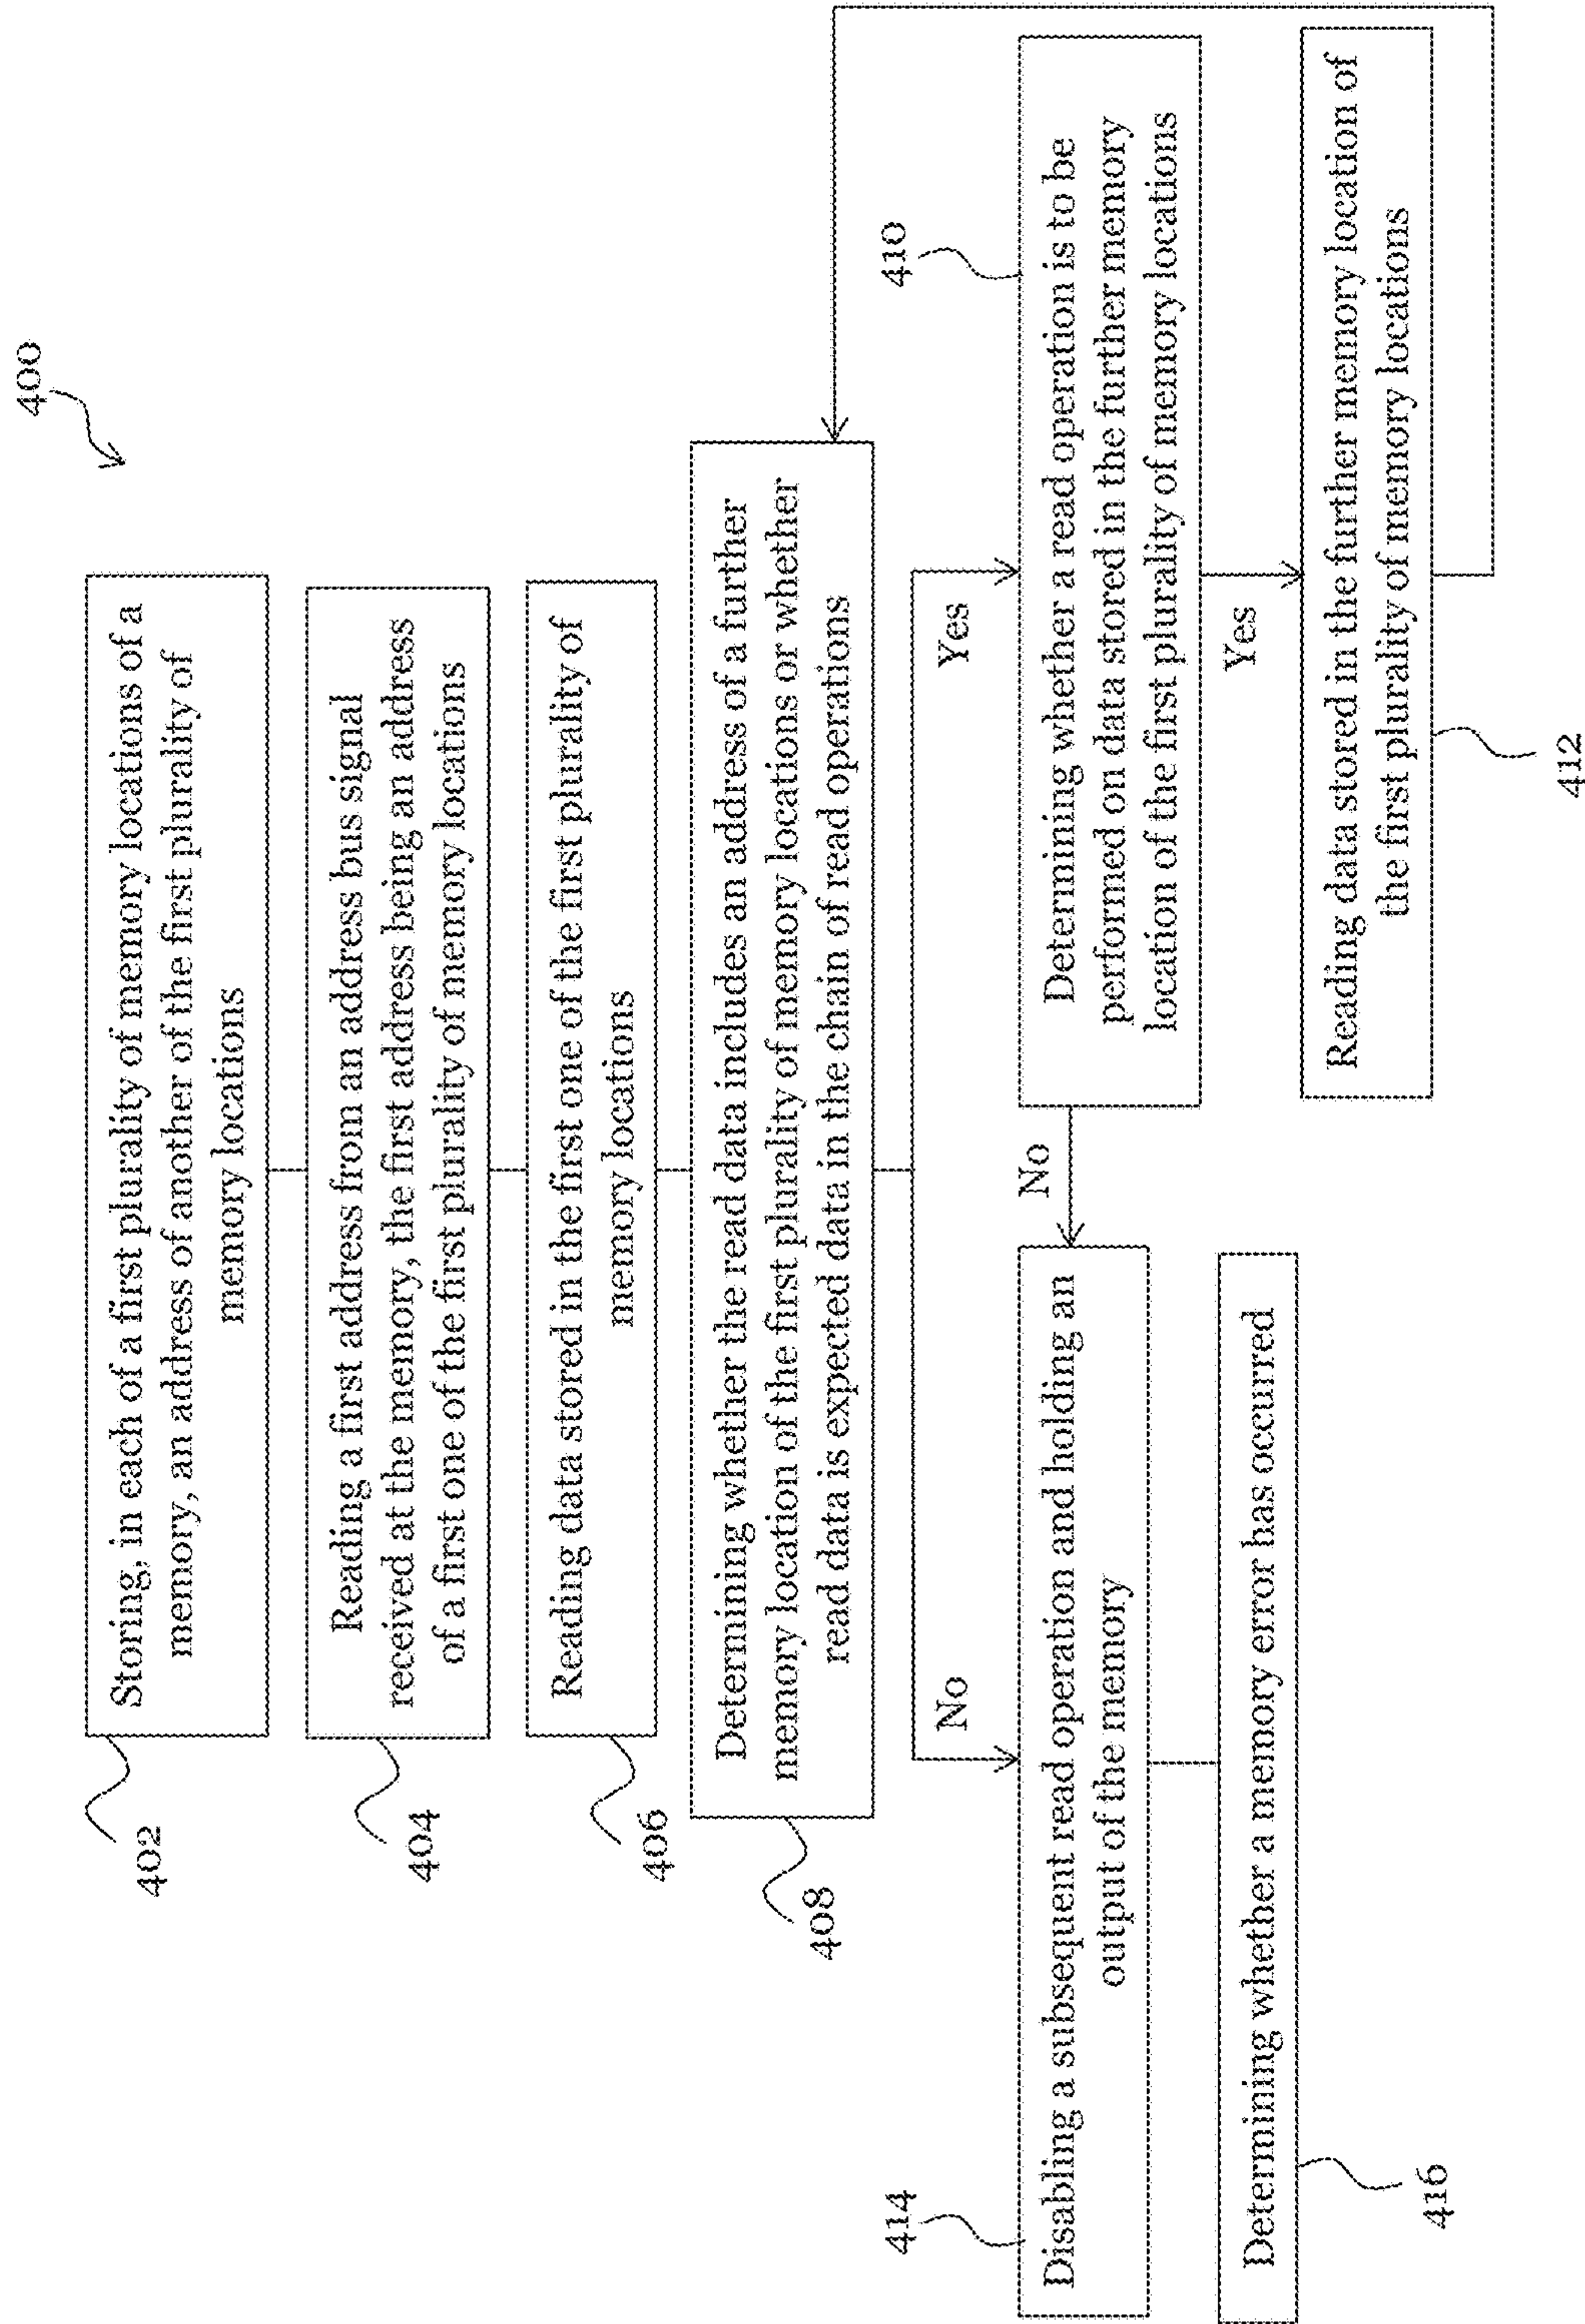 400
402
Storing, in each of a first plurality of memory locations of a
memory, an address of another of the first plurality of
memory locations
404
Reading a first address from an address bus signal
received at the memory, the first address being an address
of a first one of the first plurality of memory locations
406
Reading data stored in the first one of the first plurality of
memory locations
408
Determining whether the read data includes an address of a further
memory location of the first plurality of memory locations or whether
read data is expected data in the chain of read operations
No
Yes
414
Disabling a subsequent read operation and holding an
output of the memory
No
410
Determining whether a read operation is to be
performed on data stored in the further memory
location of the first plurality of memory locations
Yes
416
Determining whether a memory error has occurred
Reading data stored in the further memory location of
the first plurality of memory locations
412